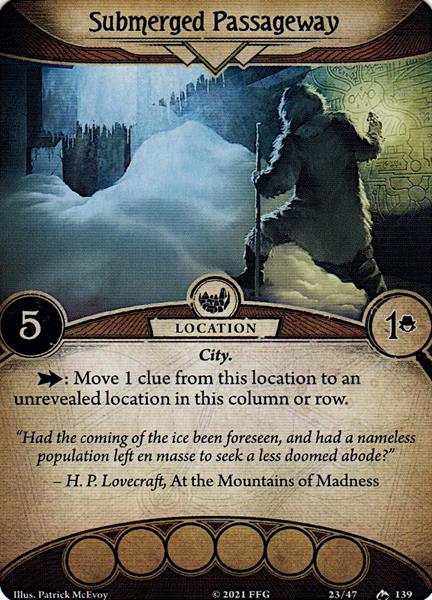 Submerged Passageway
5
1
LOCATION
City.
: Move 1 clue from this location to an
unrevealed location in this column or row.
“Had the coming of the ice been foreseen, and had a nameless
population left en masse to seek a less doomed abode?”
– H. P. Lovecraft, At the Mountains of Madness
Illus. Patrick McEvoy
© 2021 FFG
23/47
139